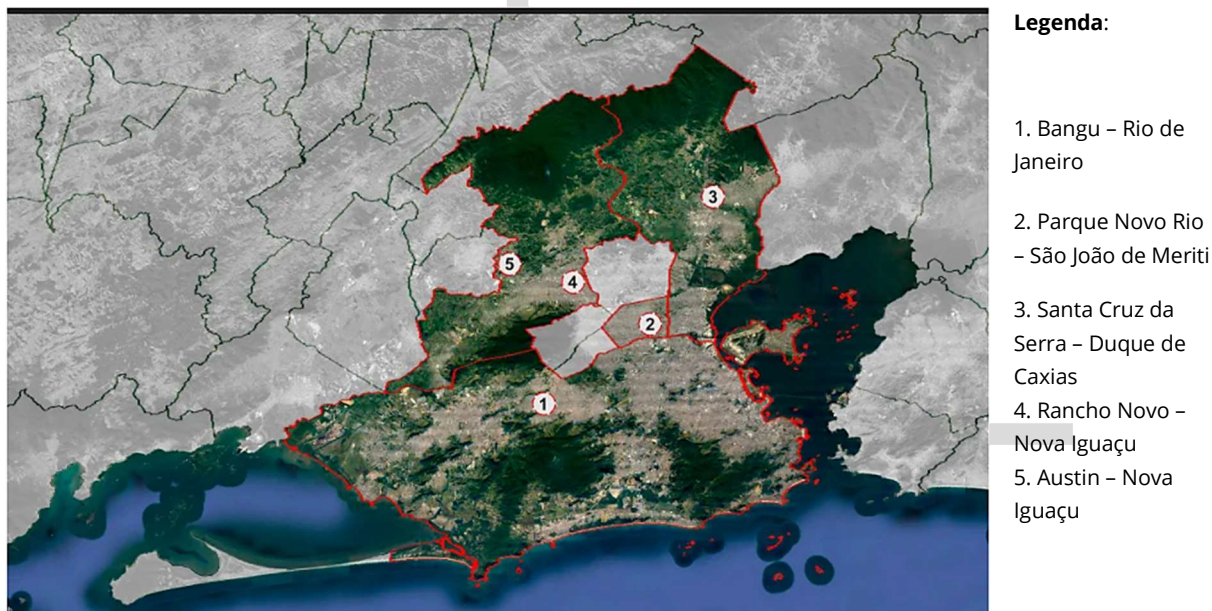 Legenda:
1. Bangu – Rio de
Janeiro
2. Parque Novo Rio
– São João de Meriti
3. Santa Cruz da
Serra – Duque de
Caxias
4. Rancho Novo –
Nova Iguaçu
5. Austin – Nova
Iguaçu
3
5
4
2
1